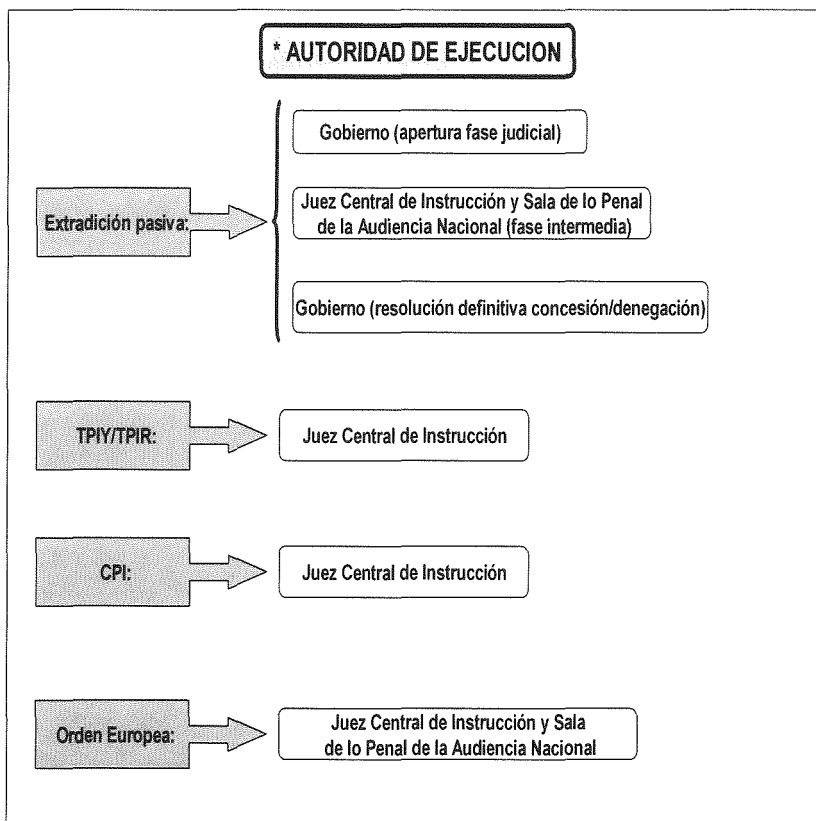 * AUTORIDAD DE EJECUCION
Gobierno (apertura fase judicial)
Extradición pasiva:
Juez Central de Instrucción y Sala de lo Penal
de la Audiencia Nacional (fase intermedia)
Gobierno (resolución definitiva concesión/denegación)
TPIY/TPIR:
Juez Central de Instrucción
CPI:
Juez Central de Instrucción
Orden Europea:
Juez Central de Instrucción y Sala
de lo Penal de la Audiencia Nacional